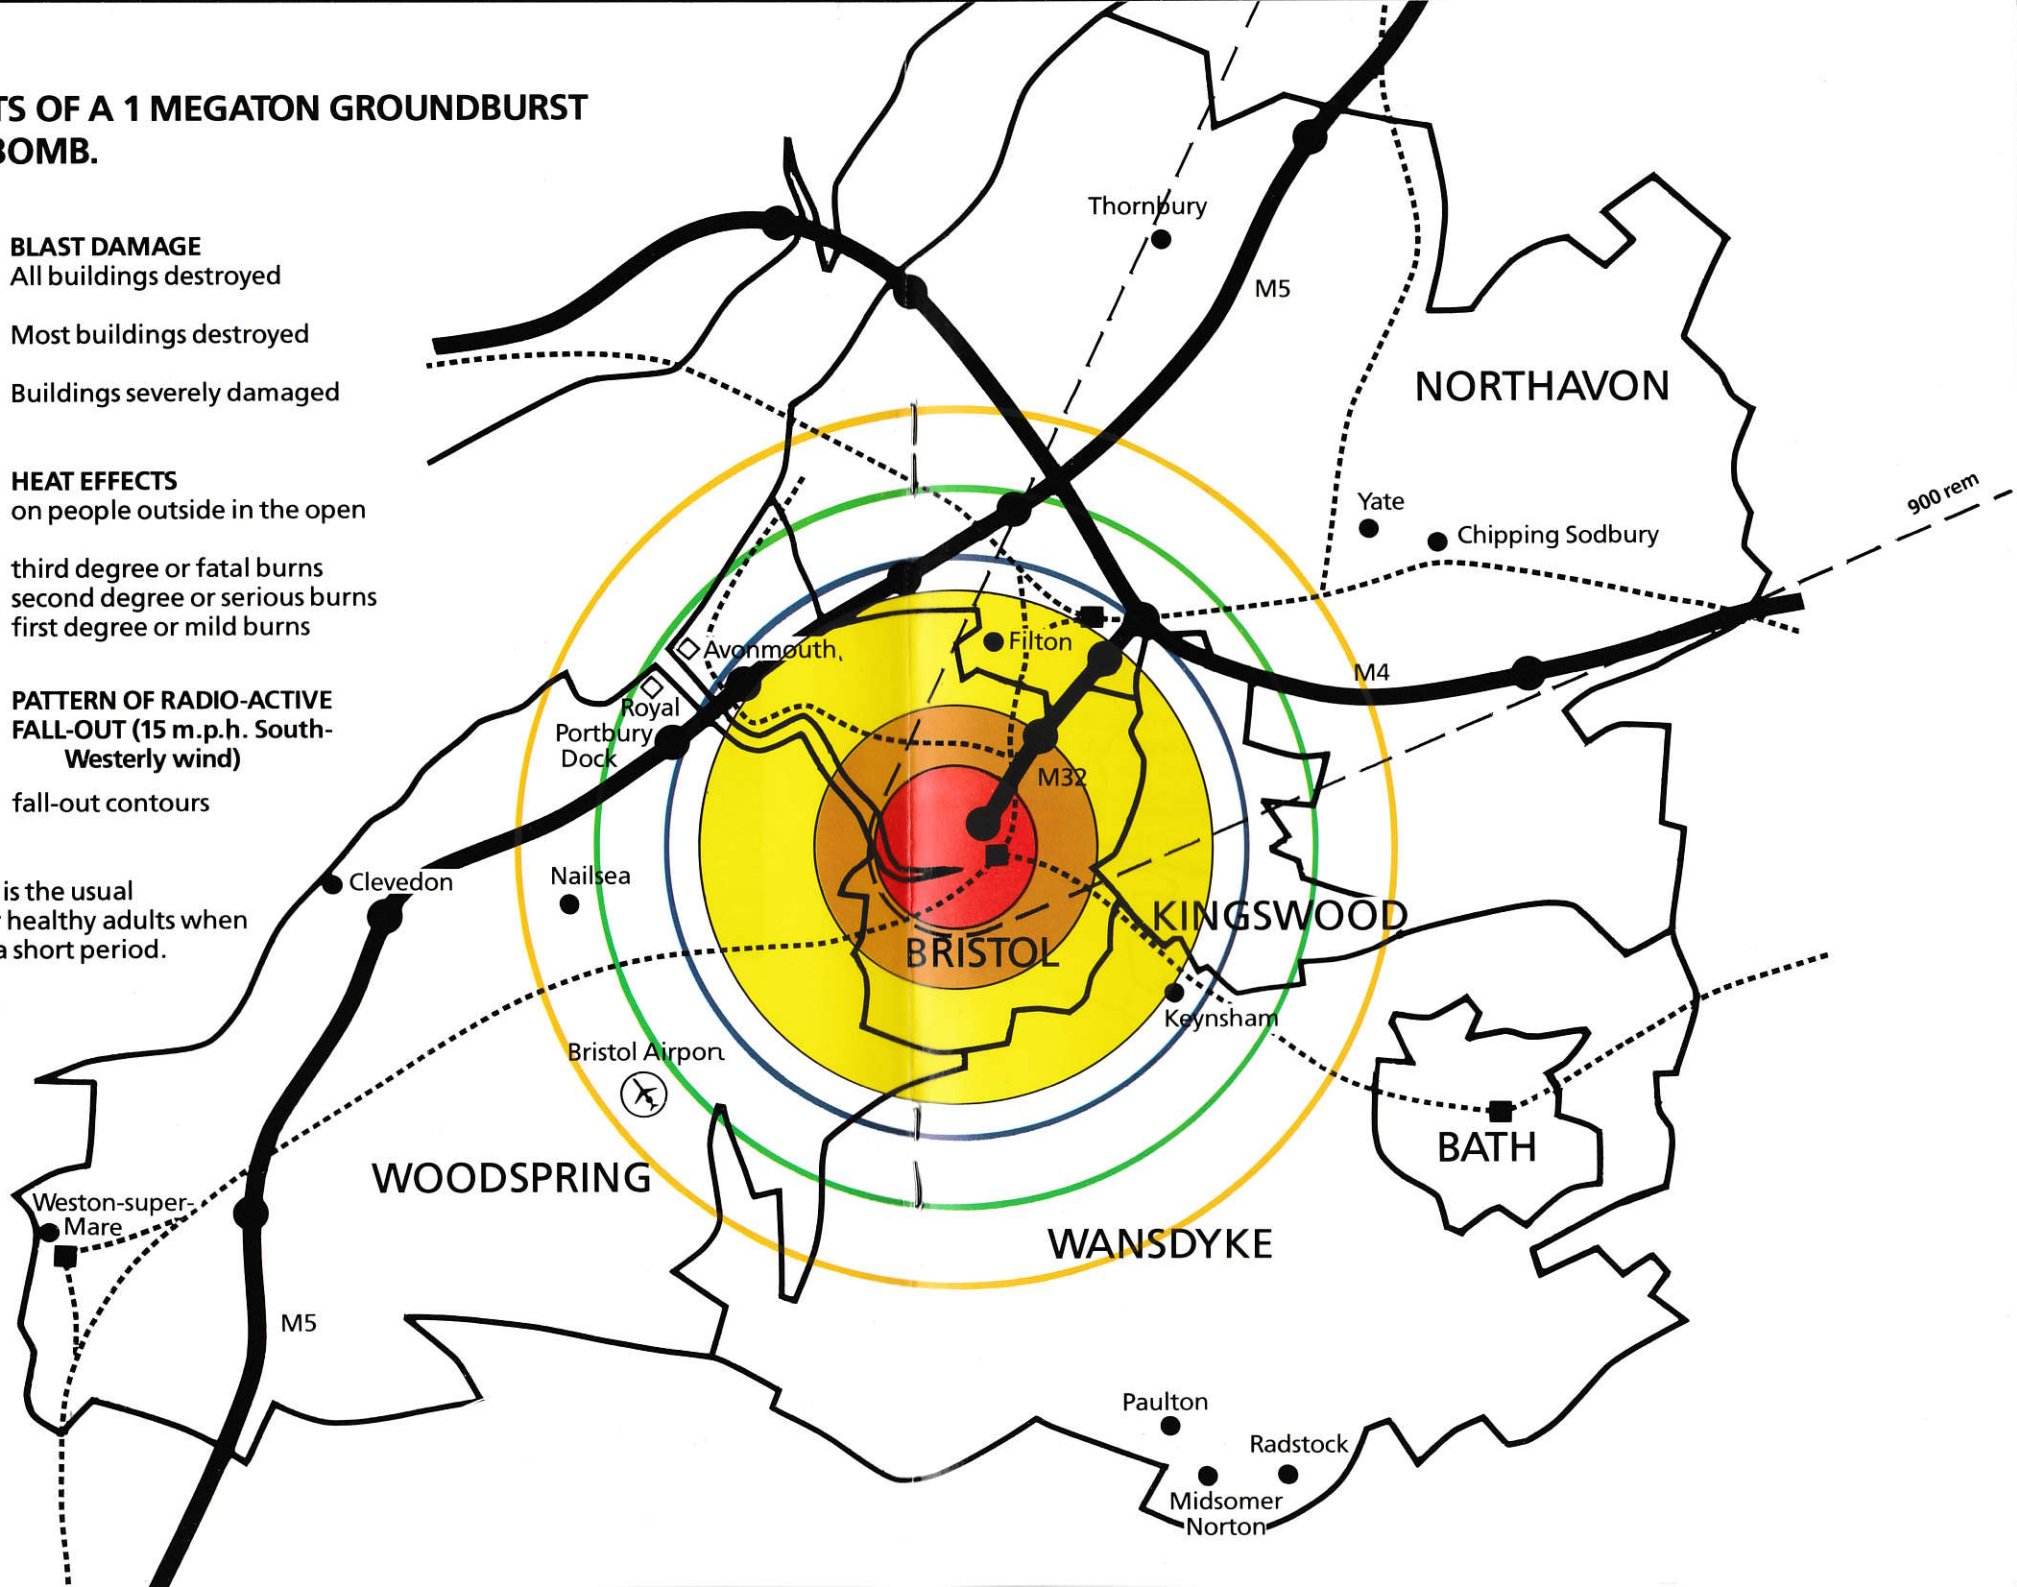 TS OF A 1 MEGATON GROUNDBURST
BOMB.
BLAST DAMAGE
All buildings destroyed
Most buildings destroyed
Buildings severely damaged
HEAT EFFECTS
on people outside in the open
third degree or fatal burns
second degree or serious burns
first degree or mild burns
PATTERN OF RADIO-ACTIVE
FALL-OUT (15 m.p.h. South-
Westerly wind)
fall-out contours
is the usual
healthy adults when
a short period.
Thornbury
M5
NORTHAVON
Yate
Chipping Sodbury
900 rem
Filton
Avonmouth
M4
Royal
Portbury
Dock
M32
Nailsea
Clevedon
KINGSWOOD
BRISTOL
Keynsham
Bristol Airport
BATH
WOODSPRING
Weston-super-
Mare
WANSDYKE
M5
Paulton
Radstock
Midsomer
Norton